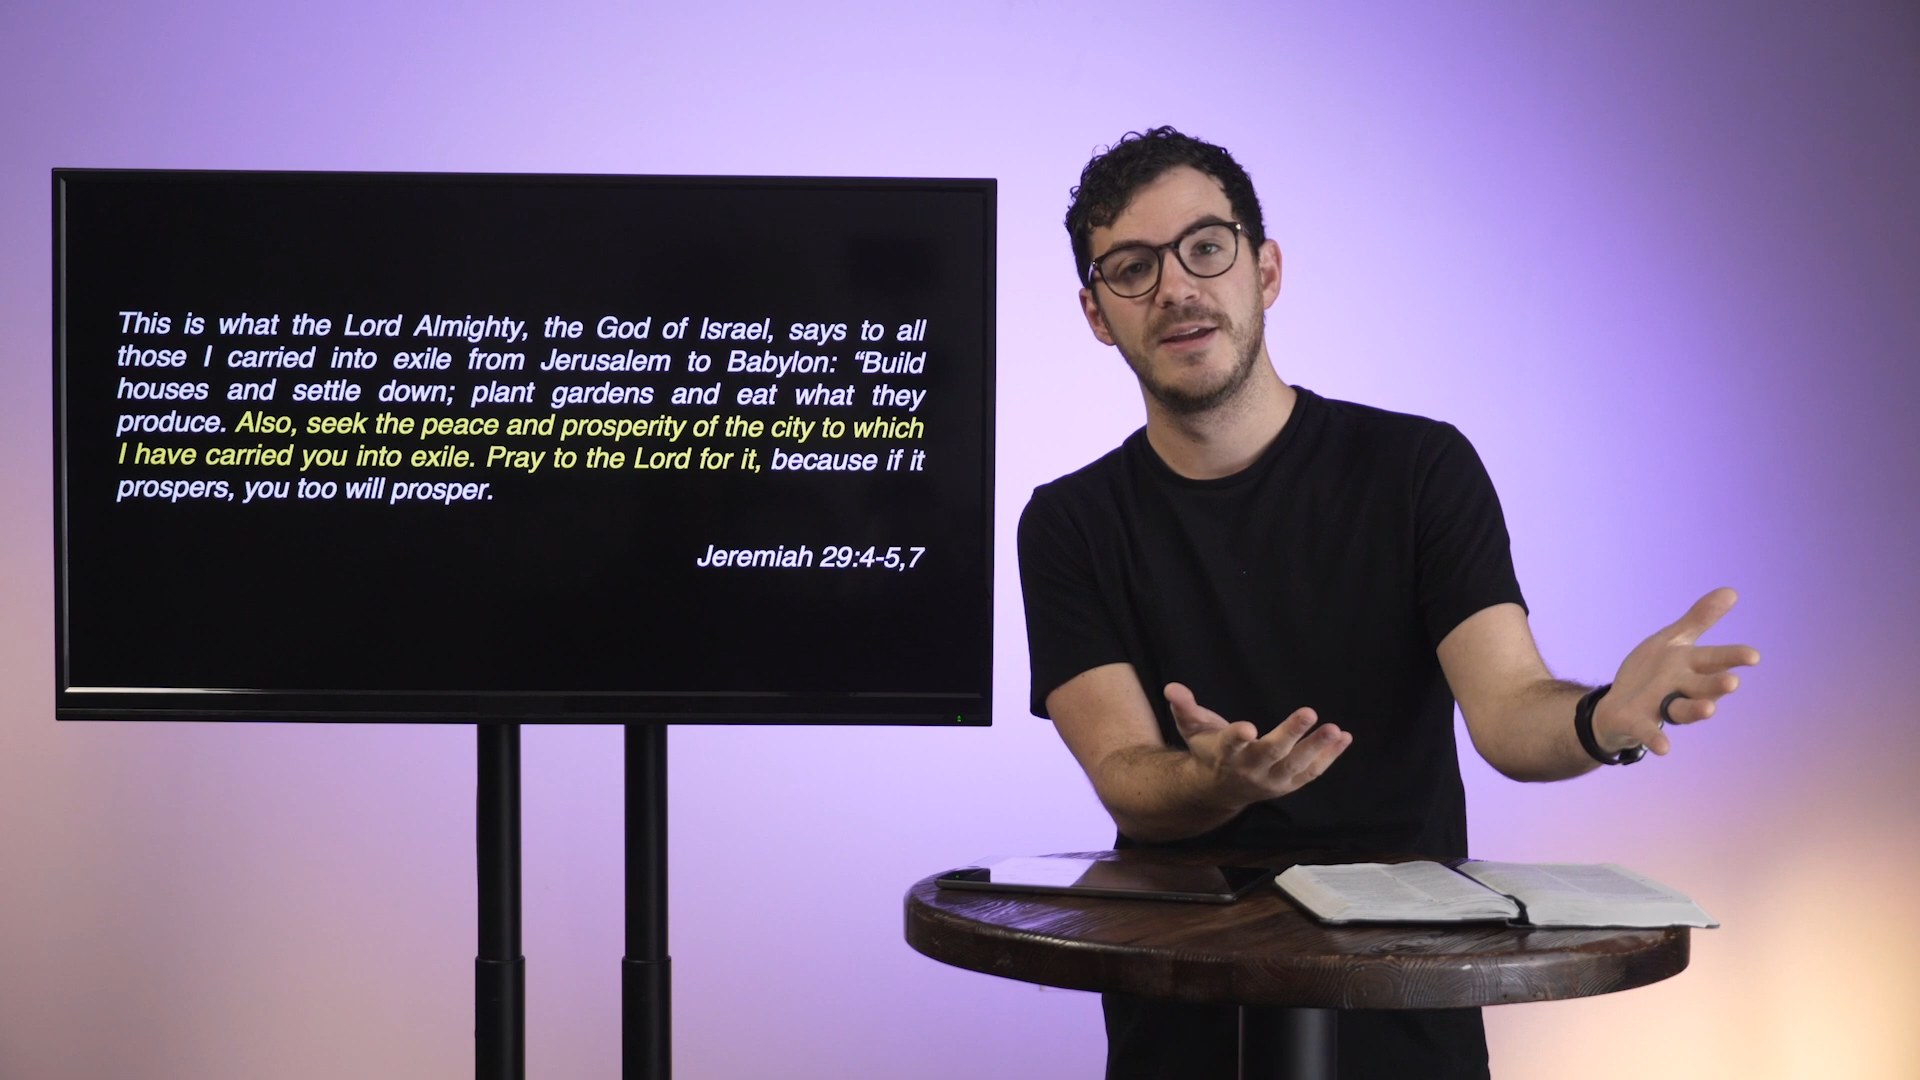 This is what the Lord Almighty, the God of Israel, says to all
those I carried into exile from Jerusalem to Babylon: “Build
houses and settle down; plant gardens and eat what they
produce. Also, seek the peace and prosperity of the city to which
I have carried you into exile. Pray to the Lord for it, because if it
prospers, you too will prosper.
Jeremiah 29:4-5,7